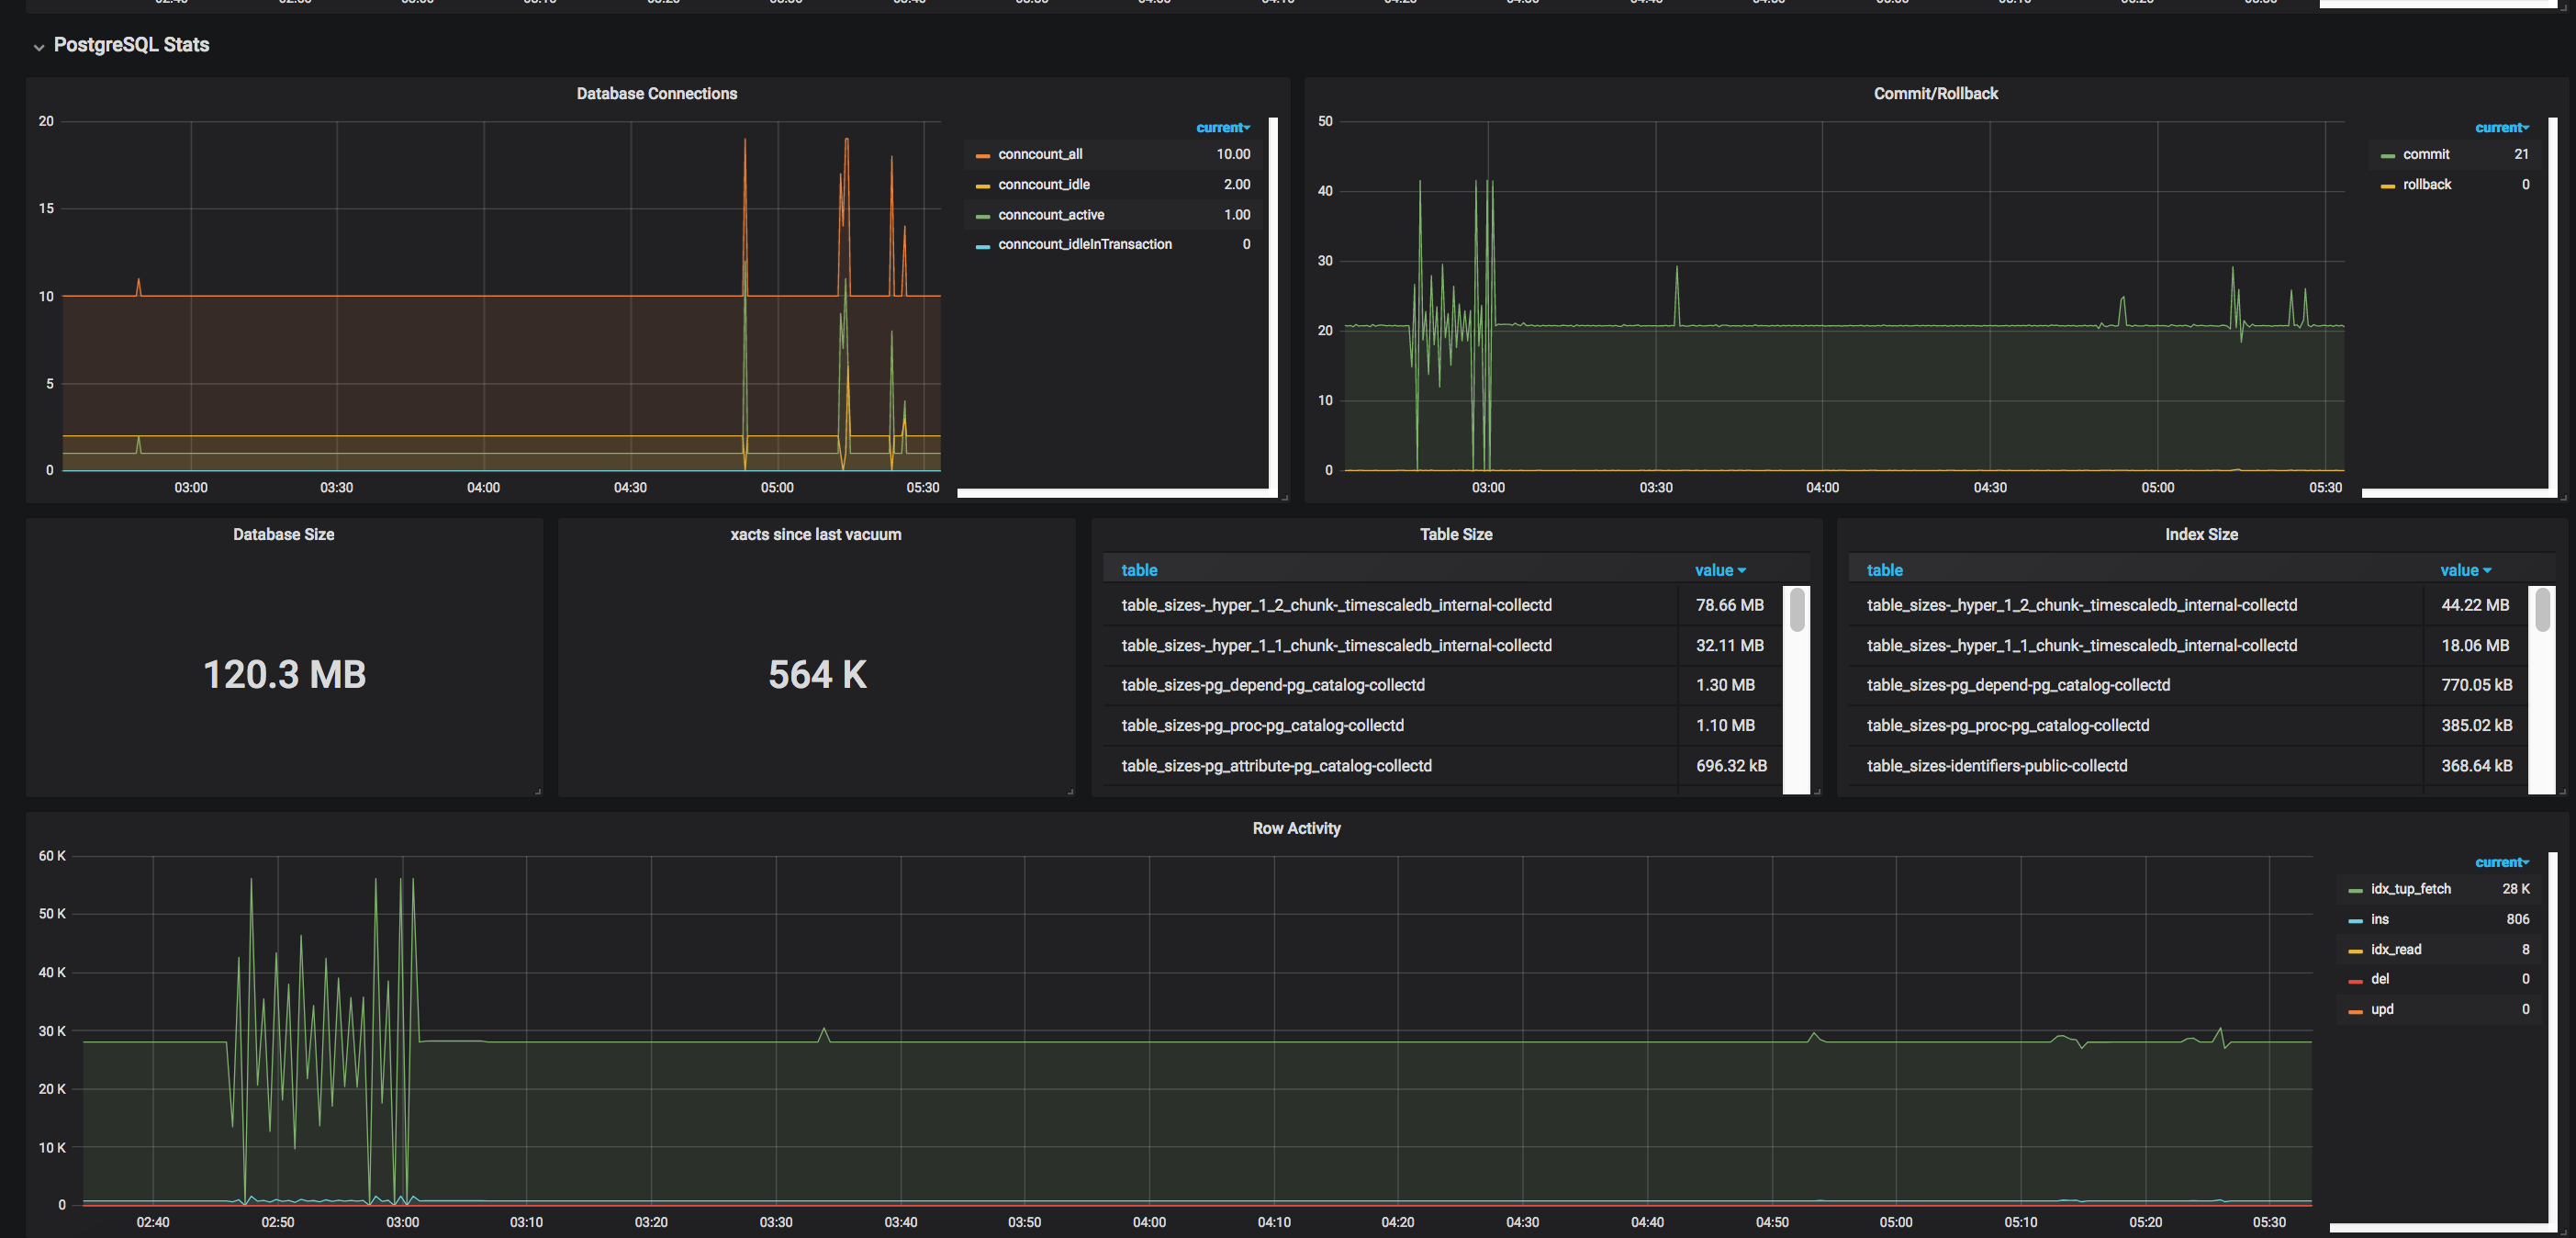 PostgreSQL Stats
Database Connections
20
15
10
5
0
03:00 03:30 04:00 04:30 05:00 05:30
current
conncount_all 10.00
conncount_idle 2.00
conncount_active 1.00
conncount_idleInTransaction 0
Commit/Rollback
50
40
30
20
10
0
03:00 03:30 04:00 04:30 05:00 05:30
current
commit 21
rollback 0
Database Size
120.3 MB
xacts since last vacuum
564 K
Table Size
table value
table_sizes-_hyper_1_2_chunk-_timescaledb_internal-collectd 78.66 MB
table_sizes-_hyper_1_1_chunk-_timescaledb_internal-collectd 32.11 MB
table_sizes-pg_depend-pg_catalog-collectd 1.30 MB
table_sizes-pg_proc-pg_catalog-collectd 1.10 MB
table_sizes-pg_attribute-pg_catalog-collectd 696.32 kB
Index Size
table value
table_sizes-_hyper_1_2_chunk-_timescaledb_internal-collectd 44.22 MB
table_sizes-_hyper_1_1_chunk-_timescaledb_internal-collectd 18.06 MB
table_sizes-pg_depend-pg_catalog-collectd 770.05 kB
table_sizes-pg_proc-pg_catalog-collectd 385.02 kB
table_sizes-identifiers-public-collectd 368.64 kB
Row Activity
60 K
50 K
40 K
30 K
20 K
10 K
0
02:40 02:50 03:00 03:10 03:20 03:30 03:40 03:50 04:00 04:10 04:20 04:30 04:40 04:50 05:00 05:10 05:20 05:30
current
idx_tup_fetch 28 K
ins 806
idx_read 8
del 0
upd 0